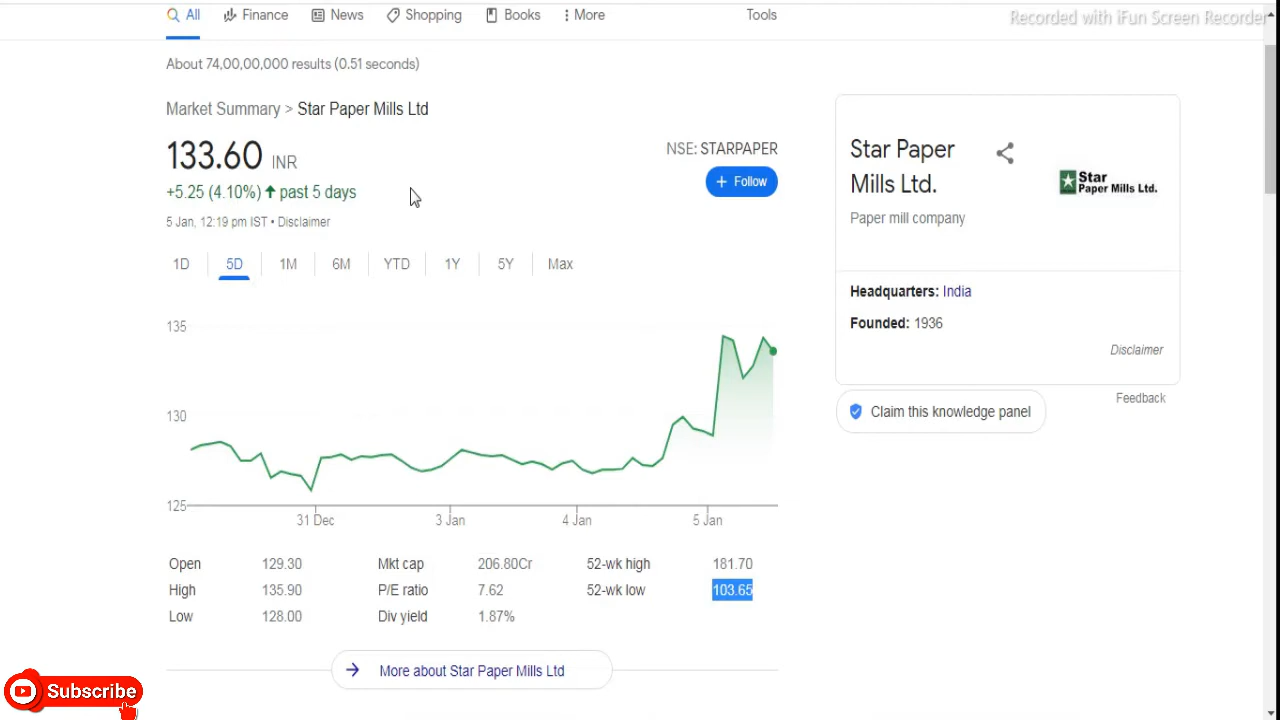 All Finance News Shopping Books More Tools
Recorded with iFun Screen Recorder
About 74,00,00,000 results (0.51 seconds)
Market Summary > Star Paper Mills Ltd
133.60 INR
NSE: STARPAPER
+5.25 (4.10%) past 5 days
+ Follow
5 Jan, 12:19 pm IST • Disclaimer
1D 5D 1M 6M YTD 1Y 5Y Max
135
130
125
31 Dec 3 Jan 4 Jan 5 Jan
Open 129.30 Mkt cap 206.80Cr 52-wk high 181.70
High 135.90 P/E ratio 7.62 52-wk low 103.65
Low 128.00 Div yield 1.87%
More about Star Paper Mills Ltd
Star Paper
Mills Ltd.
Star
Paper Mills Ltd.
Paper mill company
Headquarters: India
Founded: 1936
Disclaimer
Feedback
Claim this knowledge panel
Subscribe